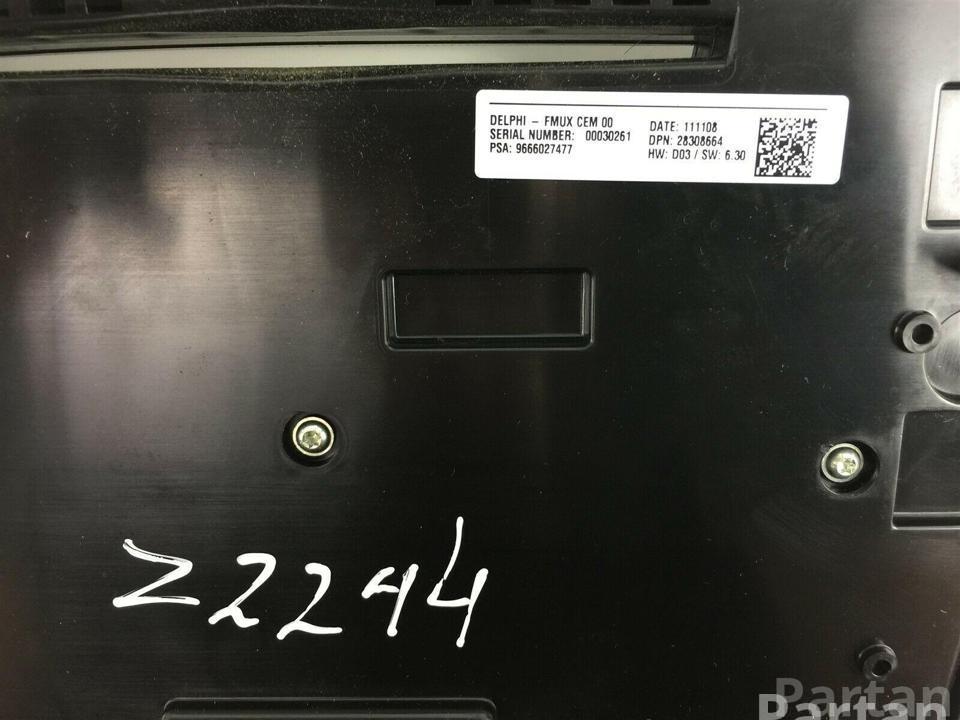 DELPHI - FMUX CEM 00
SERIAL NUMBER: 00030261
PSA: 9666027477
DATE: 111108
DPN: 28308664
HW: D03 / SW: 6.30
Z2244
Partan
Partan